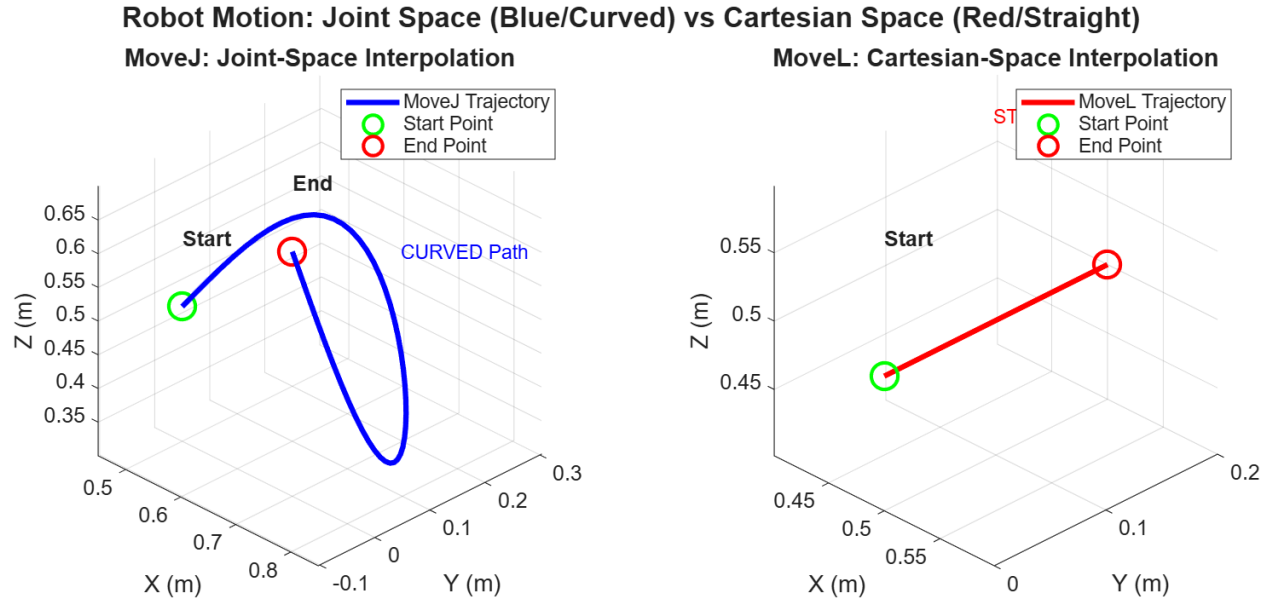 Robot Motion: Joint Space (Blue/Curved) vs Cartesian Space (Red/Straight)
MoveJ: Joint-Space Interpolation
MoveJ Trajectory
Start Point
End Point
End
Start
CURVED Path
0.65
0.6
0.55
0.5
0.45
0.4
0.35
Z (m)
0.5
0.6
0.7
0.8
X (m)
-0.1
0
0.1
0.2
0.3
Y (m)
MoveL: Cartesian-Space Interpolation
ST
MoveL Trajectory
Start Point
End Point
Start
0.55
0.5
0.45
Z (m)
0.45
0.5
0.55
X (m)
0
0.1
0.2
Y (m)